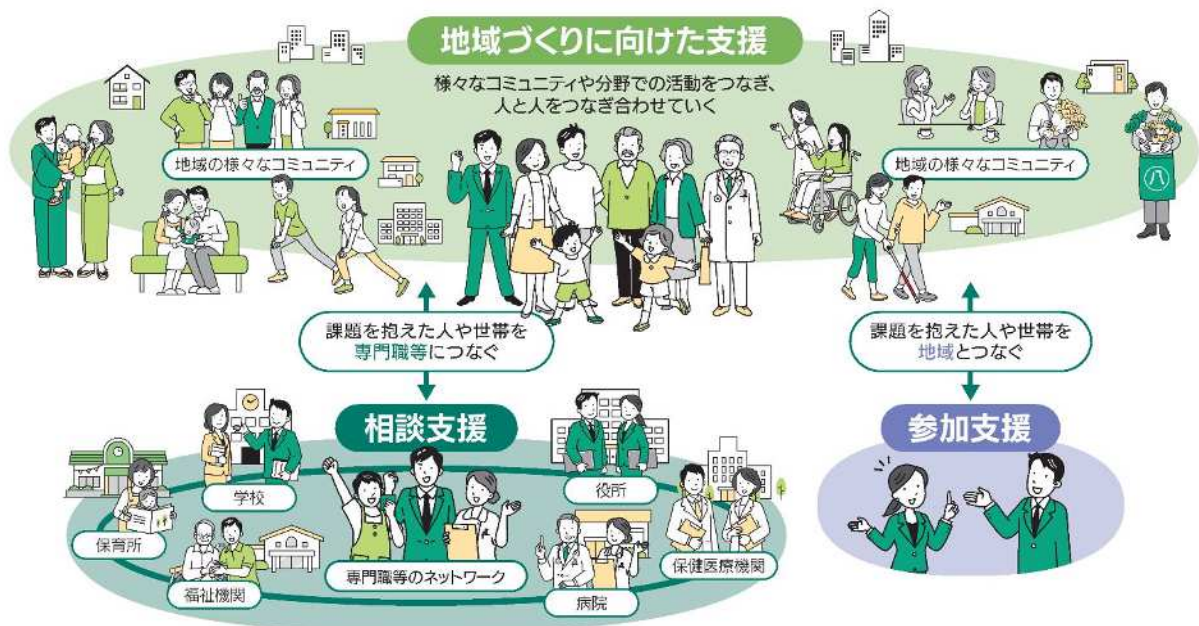 地域づくりに向けた支援
様々なコミュニティや分野での活動をつなぎ、
人と人をつなぎ合わせていく
地域の様々なコミュニティ
地域の様々なコミュニティ
八
課題を抱えた人や世帯を
専門職等につなぐ
課題を抱えた人や世帯を
地域とつなぐ
相談支援
参加支援
学校
役所
保育所
福祉機関
専門職等のネットワーク
病院
保健医療機関